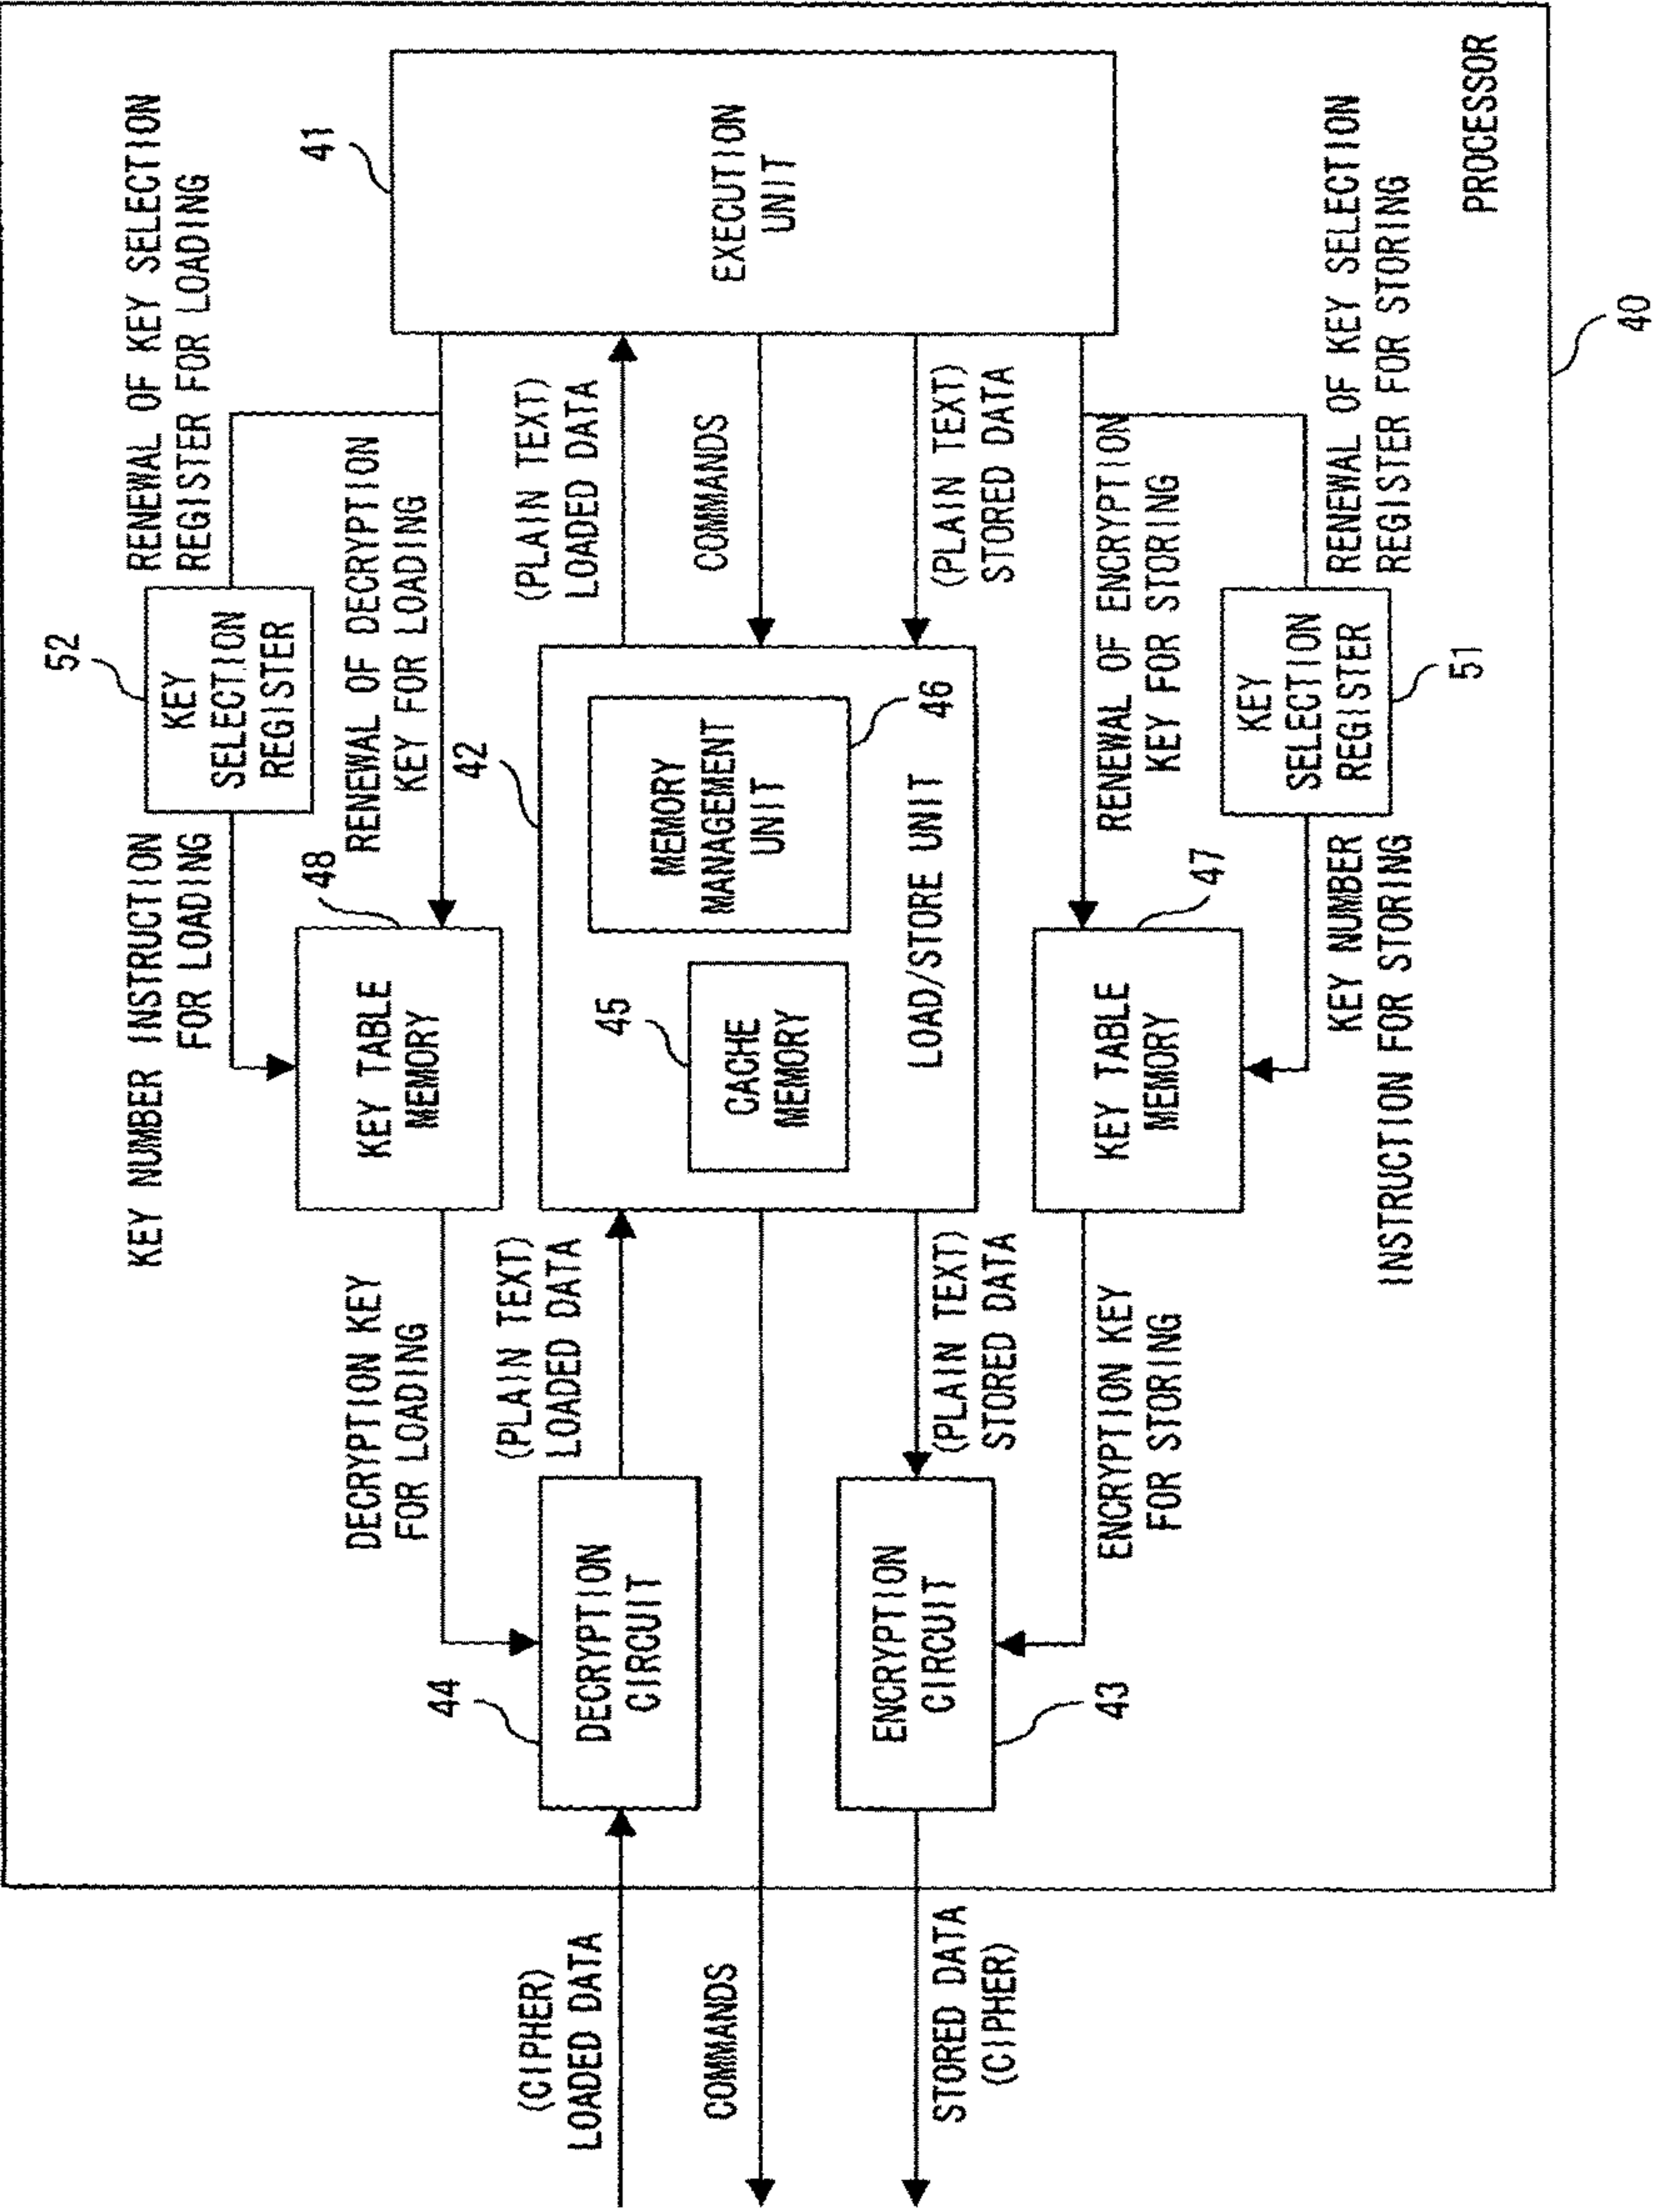 KEY NUMBER INSTRUCTION
FOR LOADING
52
KEY
SELECTION
REGISTER
RENEWAL OF KEY SELECTION
REGISTER FOR LOADING
DECRYPTION KEY
FOR LOADING
48
KEY TABLE
MEMORY
RENEWAL OF DECRYPTION
KEY FOR LOADING
41
EXECUTION
UNIT
(CIPHER)
LOADED DATA
44
DECRYPTION
CIRCUIT
(PLAIN TEXT)
LOADED DATA
42
45
CACHE
MEMORY
MEMORY
MANAGEMENT
UNIT
46
LOAD/STORE UNIT
(PLAIN TEXT)
LOADED DATA
COMMANDS
COMMANDS
STORED DATA
(CIPHER)
ENCRYPTION
CIRCUIT
43
(PLAIN TEXT)
STORED DATA
(PLAIN TEXT)
STORED DATA
ENCRYPTION KEY
FOR STORING
KEY TABLE
MEMORY
47
RENEWAL OF ENCRYPTION
KEY FOR STORING
KEY NUMBER
INSTRUCTION FOR STORING
KEY
SELECTION
REGISTER
51
RENEWAL OF KEY SELECTION
REGISTER FOR STORING
PROCESSOR
40